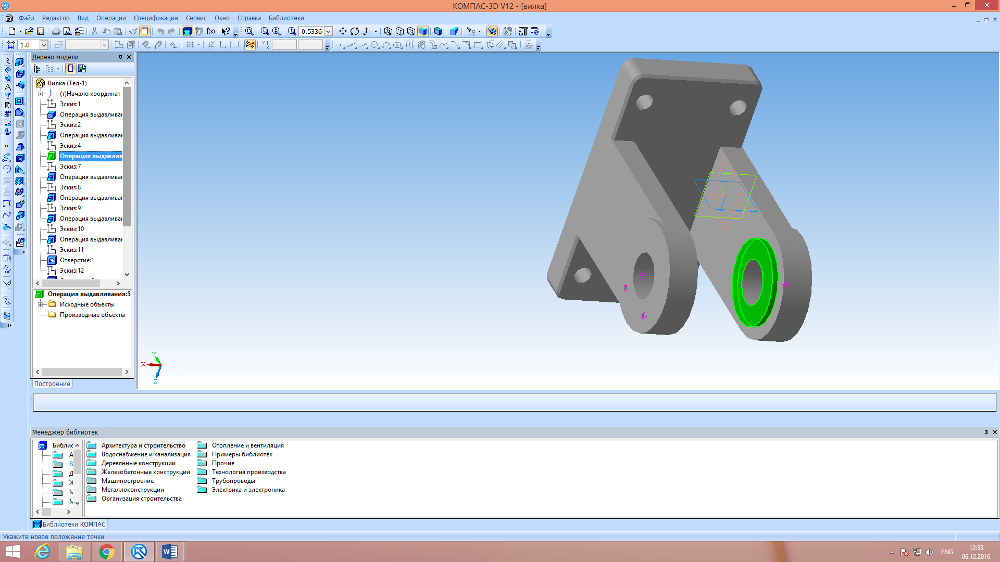 КОМПАС-3D V12 - [вилка]
Файл Редактор Вид Операции Спецификация Сервис Окно Справка Библиотеки
f(x) 0.5336
1.0
Дерево модели
Вилка (Тел-1)
(т)Начало координат
Эскиз:1
Операция выдавливан
Эскиз:2
Операция выдавливан
Эскиз:4
Операция выдавлив
Эскиз:7
Операция выдавливан
Эскиз:8
Операция выдавливан
Эскиз:9
Операция выдавливан
Эскиз:10
Операция выдавливан
Эскиз:11
Отверстие:1
Эскиз:12
Операция выдавливания:5
Исходные объекты
Производные объекты
Построение
Y
X
Z
Менеджер библиотек
Библис
А
В
Д
Ж
М
М
Архитектура и строительство
Водоснабжение и канализация
Деревянные конструкции
Железобетонные конструкции
Машиностроение
Металлоконструкции
Организация строительства
Отопление и вентиляция
Примеры библиотек
Прочие
Технология производства
Трубопроводы
Электрика и электроника
Библиотеки КОМПАС
Укажите новое положение точки
ENG
12:53
06.12.2016